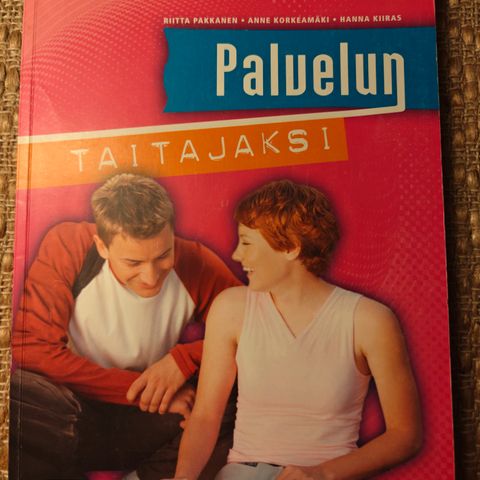 RIITTA PAKKANEN • ANNE KORKEAMÄKI • HANNA KIIRAS
Palvelun
TAITAJAKSI